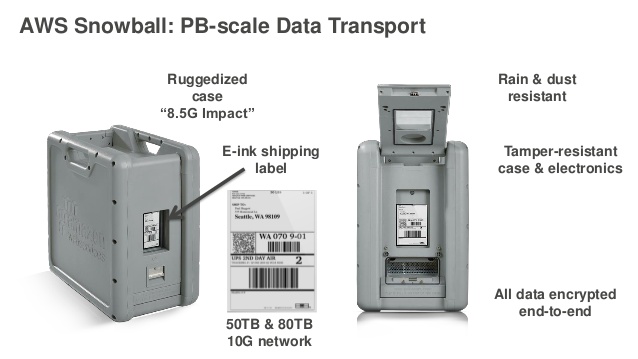 AWS Snowball: PB-scale Data Transport
Ruggedized
case
“8.5G Impact”
E-ink shipping
label
Seattle, WA 98109
WA 070 9-01
UPS 2ND DAY AIR
2
50TB & 80TB
10G network
Rain & dust
resistant
Tamper-resistant
case & electronics
All data encrypted
end-to-end